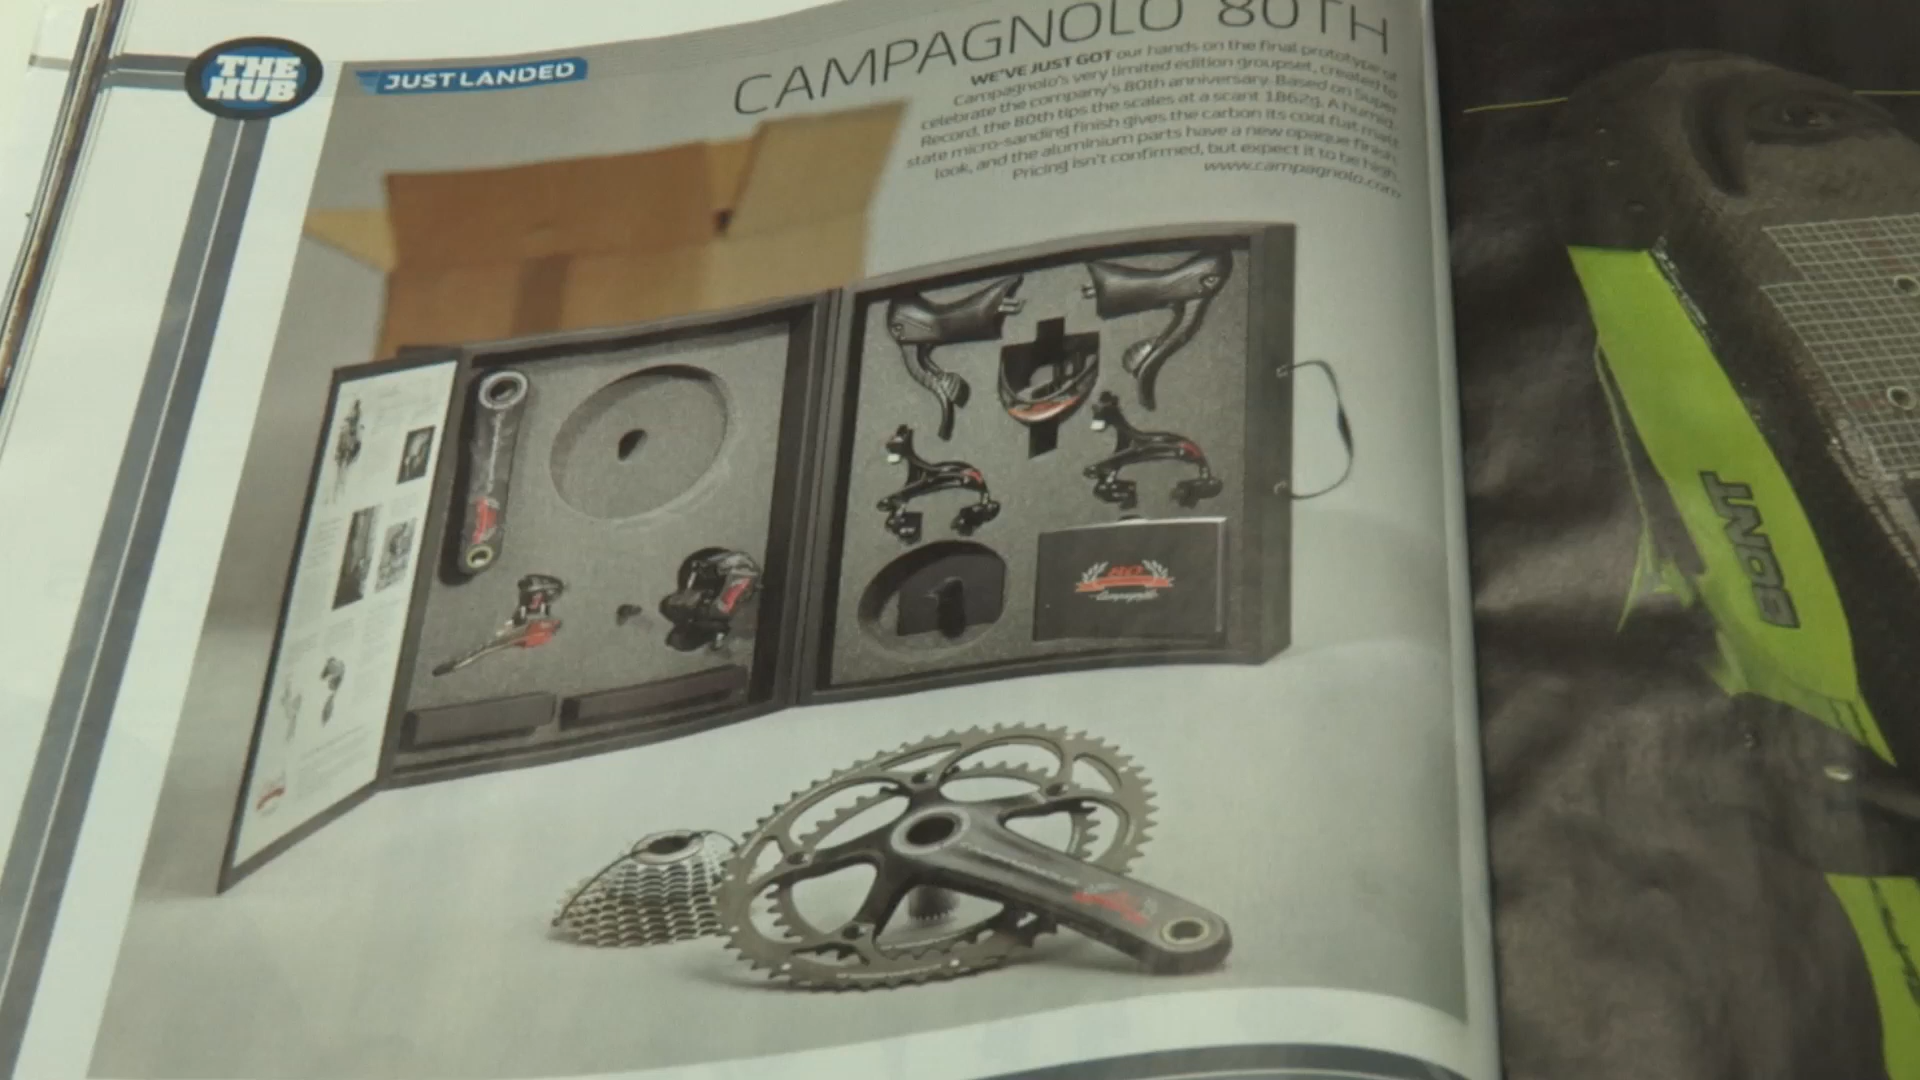 THE
HUB
JUST LANDED
CAMPAGNOLO 80TH
WE'VE JUST GOT our hands on the final prototype of
Campagnolo's very limited edition groupset, created to
celebrate the company's 80th anniversary. Based on Super
Record, the 80th tips the scales at a scant 1862g. A humid-
state micro-sanding finish gives the carbon its cool flat matt
look, and the aluminium parts have a new opaque finish.
Pricing isn't confirmed, but expect it to be high.
www.campagnolo.com
80
Campagnolo
BONT